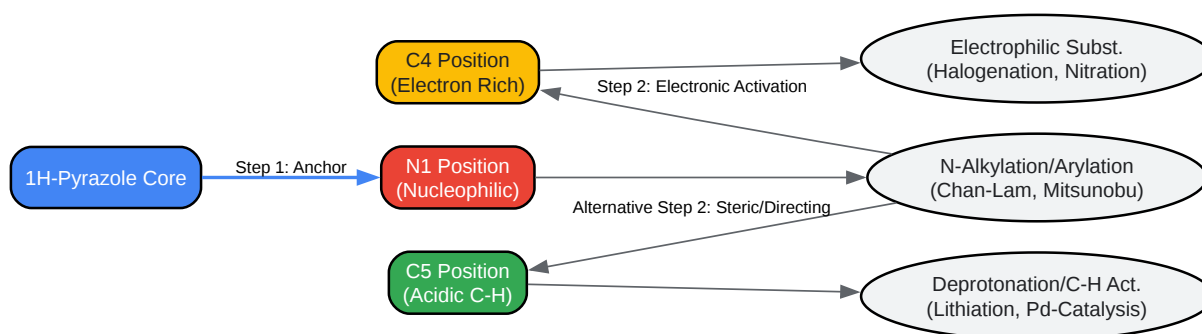 C4 Position
(Electron Rich)
Electrophilic Subst.
(Halogenation, Nitration)
Step 2: Electronic Activation
1H-Pyrazole Core
Step 1: Anchor
N1 Position
(Nucleophilic)
N-Alkylation/Arylation
(Chan-Lam, Mitsunobu)
Alternative Step 2: Steric/Directing
C5 Position
(Acidic C-H)
Deprotonation/C-H Act.
(Lithiation, Pd-Catalysis)